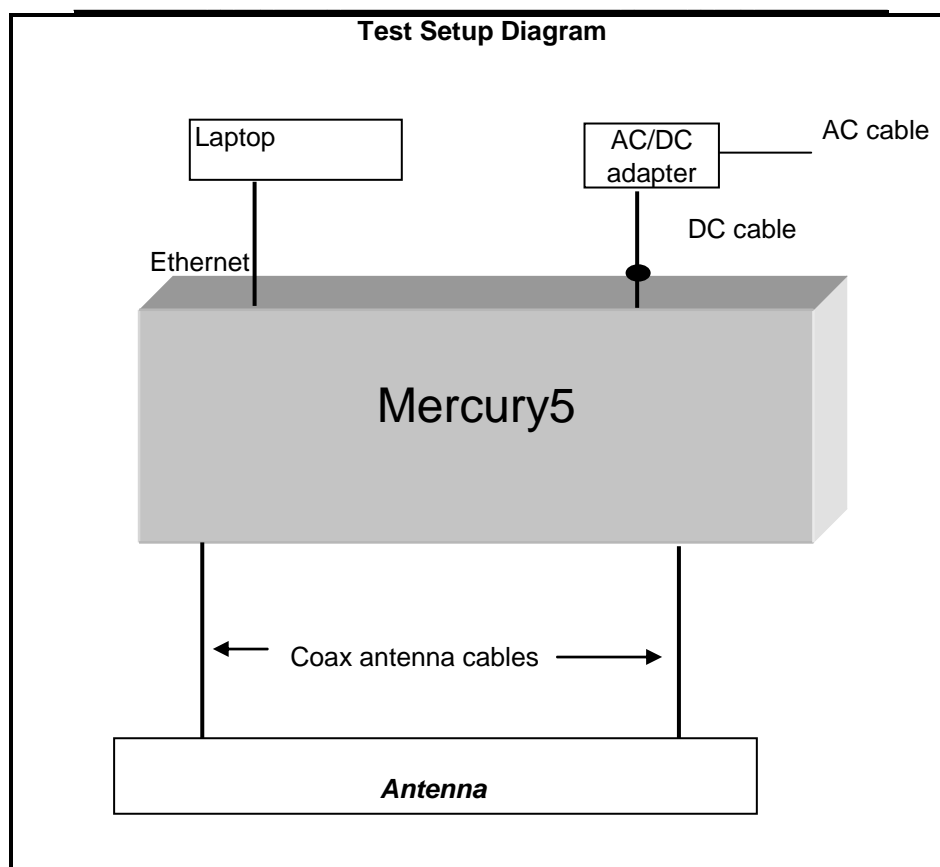 Test Setup Diagram
Laptop
AC/DC
adapter
AC cable
DC cable
Ethernet
Mercury5
Coax antenna cables
Antenna